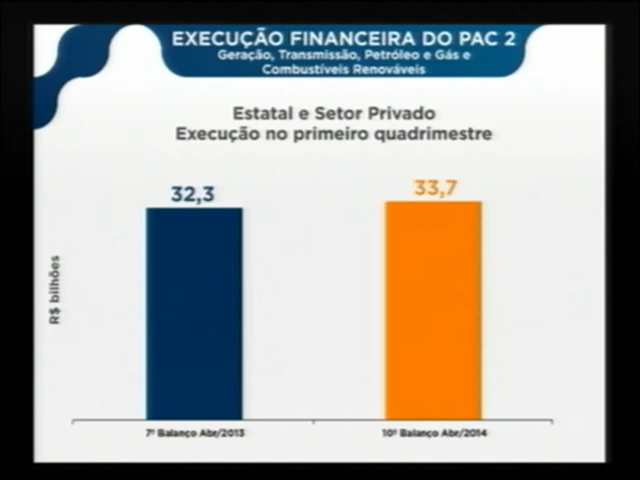 EXECUÇÃO FINANCEIRA DO PAC 2
Geração, Transmissão, Petróleo e Gás e
Combustíveis Renováveis
Estatal e Setor Privado
Execução no primeiro quadrimestre
32,3
33,7
R$ bilhões
7º Balanço Abr/2013
10º Balanço Abr/2014